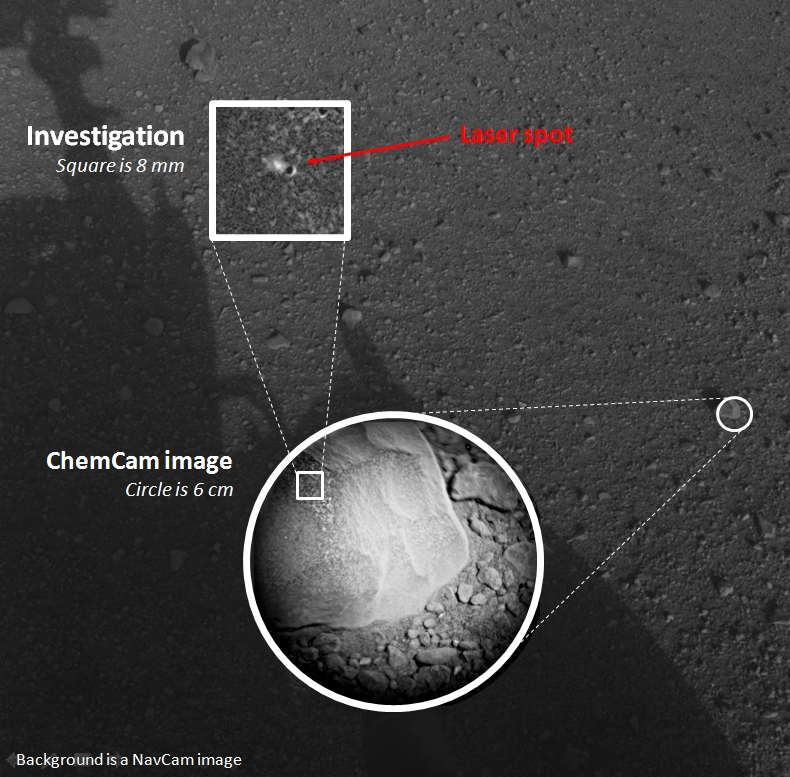 Investigation
Square is 8 mm
Laser spot
ChemCam image
Circle is 6 cm
Background is a NavCam image